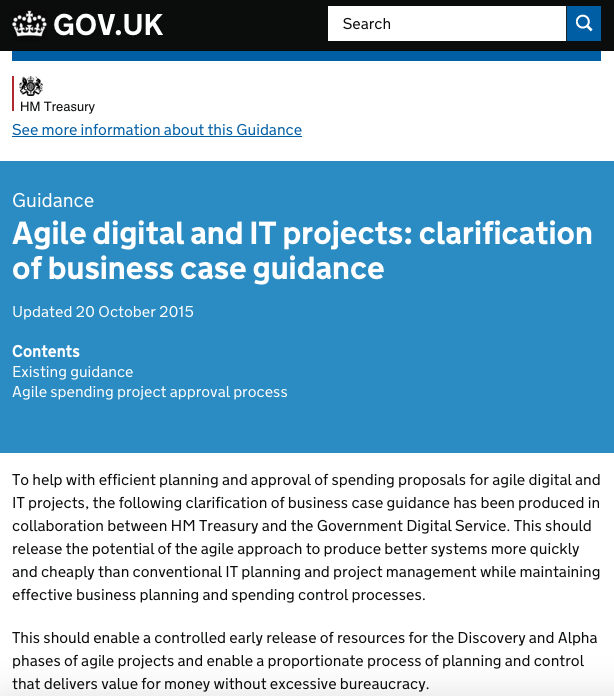 GOV.UK
Search
HM Treasury
See more information about this Guidance
Guidance
Agile digital and IT projects: clarification
of business case guidance
Updated 20 October 2015
Contents
Existing guidance
Agile spending project approval process
To help with efficient planning and approval of spending proposals for agile digital and
IT projects, the following clarification of business case guidance has been produced in
collaboration between HM Treasury and the Government Digital Service. This should
release the potential of the agile approach to produce better systems more quickly
and cheaply than conventional IT planning and project management while maintaining
effective business planning and spending control processes.
This should enable a controlled early release of resources for the Discovery and Alpha
phases of agile projects and enable a proportionate process of planning and control
that delivers value for money without excessive bureaucracy.